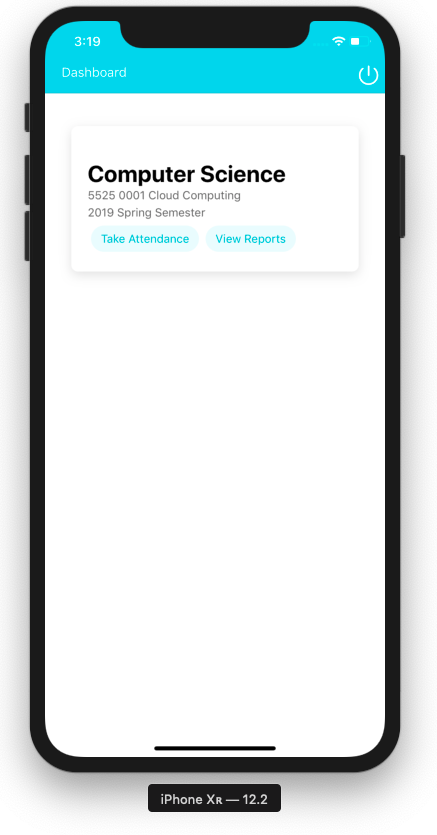 3:19
Dashboard
Computer Science
5525 0001 Cloud Computing
2019 Spring Semester
Take Attendance View Reports
iPhone Xʀ — 12.2